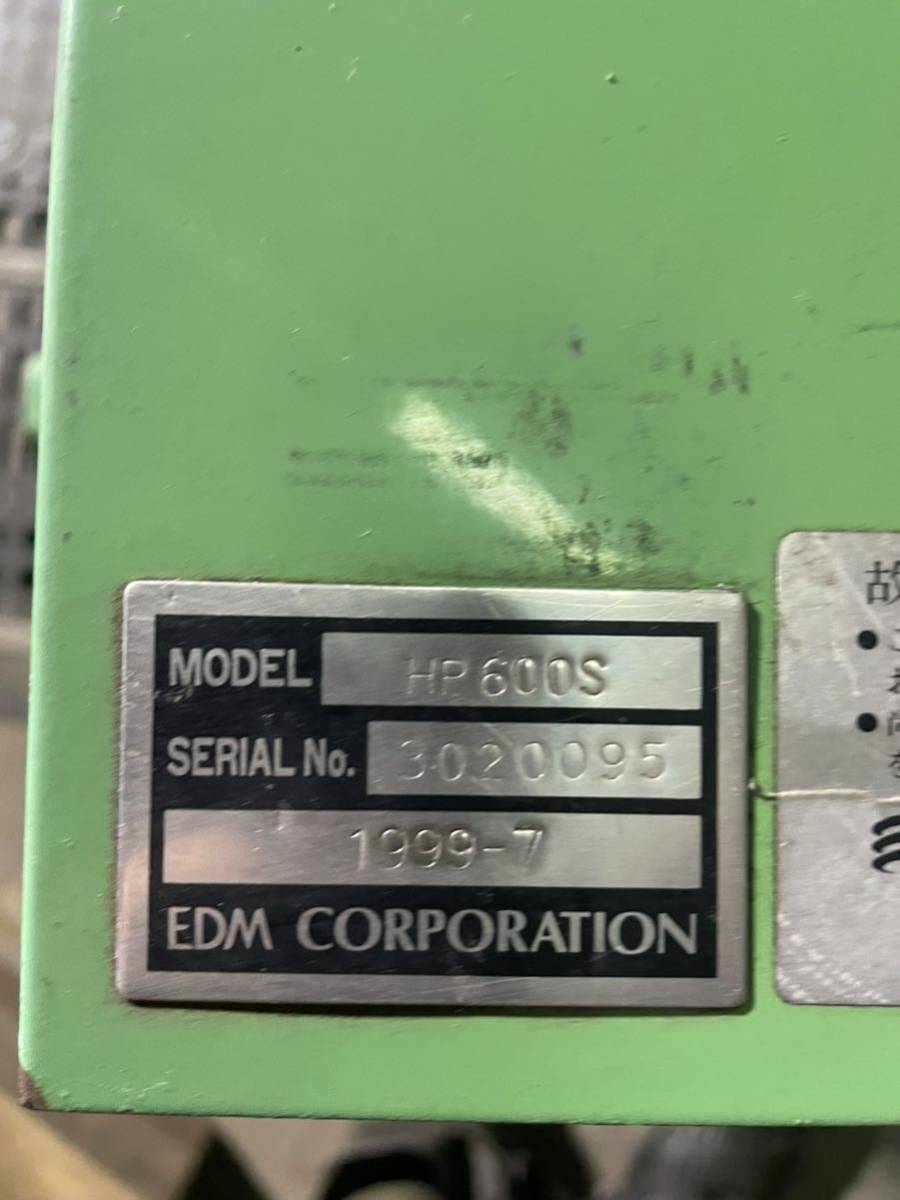 MODEL HP600S
SERIAL No. 3020095
1999-7
EDM CORPORATION
故